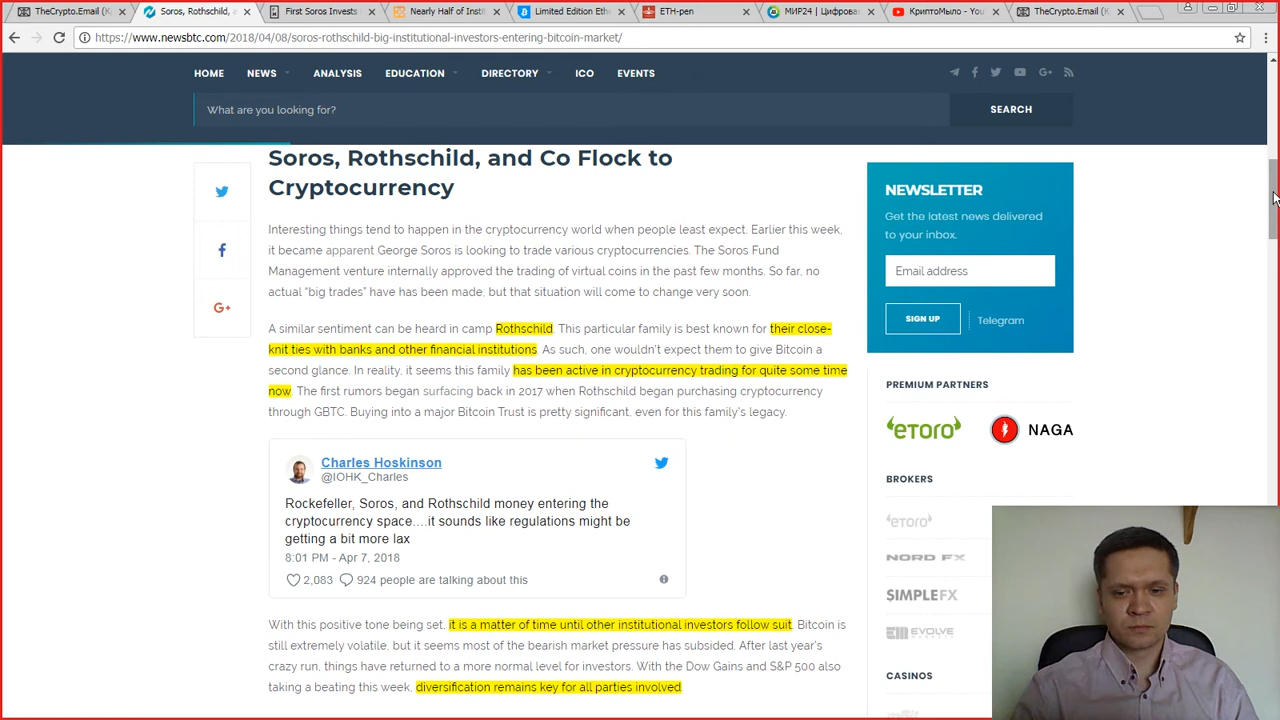 TheCrypto.Email (K
Soros, Rothschild, a
First Soros Invests
Nearly Half of Insti
Limited Edition Ethe
ETH-pen
МИР24 | Цифрова
КриптоМыло - You
TheCrypto.Email (K
https://www.newsbtc.com/2018/04/08/soros-rothschild-big-institutional-investors-entering-bitcoin-market/
HOME NEWS ANALYSIS EDUCATION DIRECTORY ICO EVENTS
What are you looking for?
SEARCH
Soros, Rothschild, and Co Flock to
Cryptocurrency
Interesting things tend to happen in the cryptocurrency world when people least expect. Earlier this week,
it became apparent George Soros is looking to trade various cryptocurrencies. The Soros Fund
Management venture internally approved the trading of virtual coins in the past few months. So far, no
actual “big trades” have has been made, but that situation will come to change very soon.
A similar sentiment can be heard in camp Rothschild. This particular family is best known for their close-
knit ties with banks and other financial institutions. As such, one wouldn’t expect them to give Bitcoin a
second glance. In reality, it seems this family has been active in cryptocurrency trading for quite some time
now. The first rumors began surfacing back in 2017 when Rothschild began purchasing cryptocurrency
through GBTC. Buying into a major Bitcoin Trust is pretty significant, even for this family’s legacy.
Charles Hoskinson
@IOHK_Charles
Rockefeller, Soros, and Rothschild money entering the
cryptocurrency space....it sounds like regulations might be
getting a bit more lax
8:01 PM - Apr 7, 2018
2,083 924 people are talking about this
With this positive tone being set, it is a matter of time until other institutional investors follow suit. Bitcoin is
still extremely volatile, but it seems most of the bearish market pressure has subsided. After last year’s
crazy run, things have returned to a more normal level for investors. With the Dow Gains and S&P 500 also
taking a beating this week, diversification remains key for all parties involved.
G+
NEWSLETTER
Get the latest news delivered
to your inbox.
Email address
SIGN UP
Telegram
PREMIUM PARTNERS
eToro
NAGA
BROKERS
eToro
NORD FX
SIMPLEFX
EVOLVE
MARKETS
CASINOS